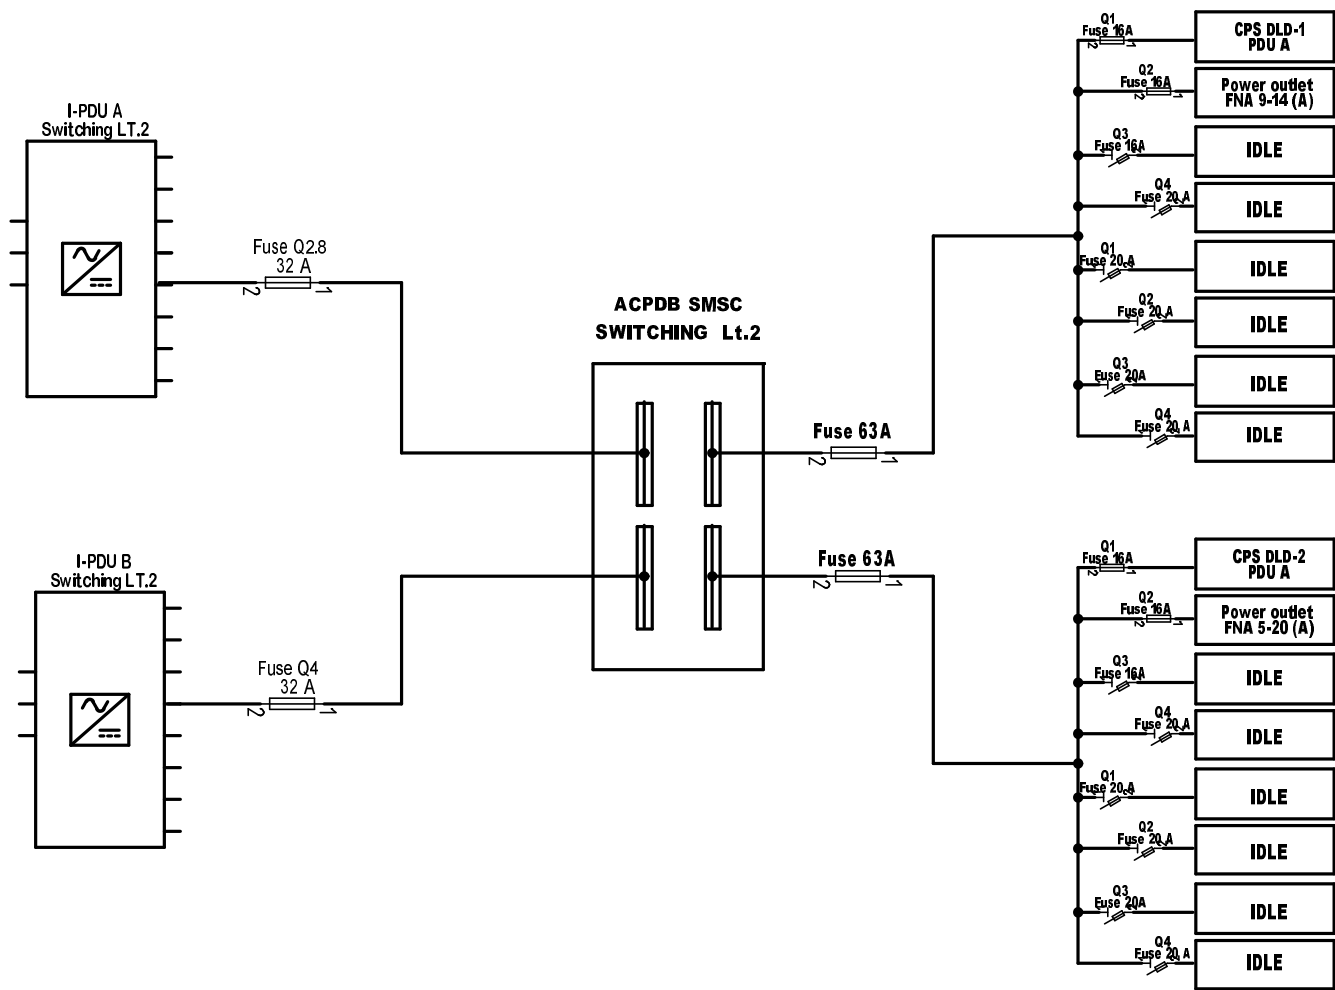 I-PDU A
Switching LT.2
Fuse Q2.8
32 A
2
1
I-PDU B
Switching LT.2
Fuse Q4
32 A
2
1
ACPDB SMSC
SWITCHING Lt.2
Fuse 63A
2
1
Fuse 63A
2
1
Q1
Fuse 16A
2
1
CPS DLD-1
PDU A
Q2
Fuse 16A
2
1
Power outlet
FNA 9-14 (A)
Q3
Fuse 16A
IDLE
Q4
Fuse 20 A
IDLE
Q1
Fuse 20 A
IDLE
Q2
Fuse 20 A
IDLE
Q3
Fuse 20A
IDLE
Q4
Fuse 20 A
IDLE
Q1
Fuse 16A
2
1
CPS DLD-2
PDU A
Q2
Fuse 16A
2
1
Power outlet
FNA 5-20 (A)
Q3
Fuse 16A
IDLE
Q4
Fuse 20 A
IDLE
Q1
Fuse 20 A
IDLE
Q2
Fuse 20 A
IDLE
Q3
Fuse 20A
IDLE
Q4
Fuse 20 A
IDLE